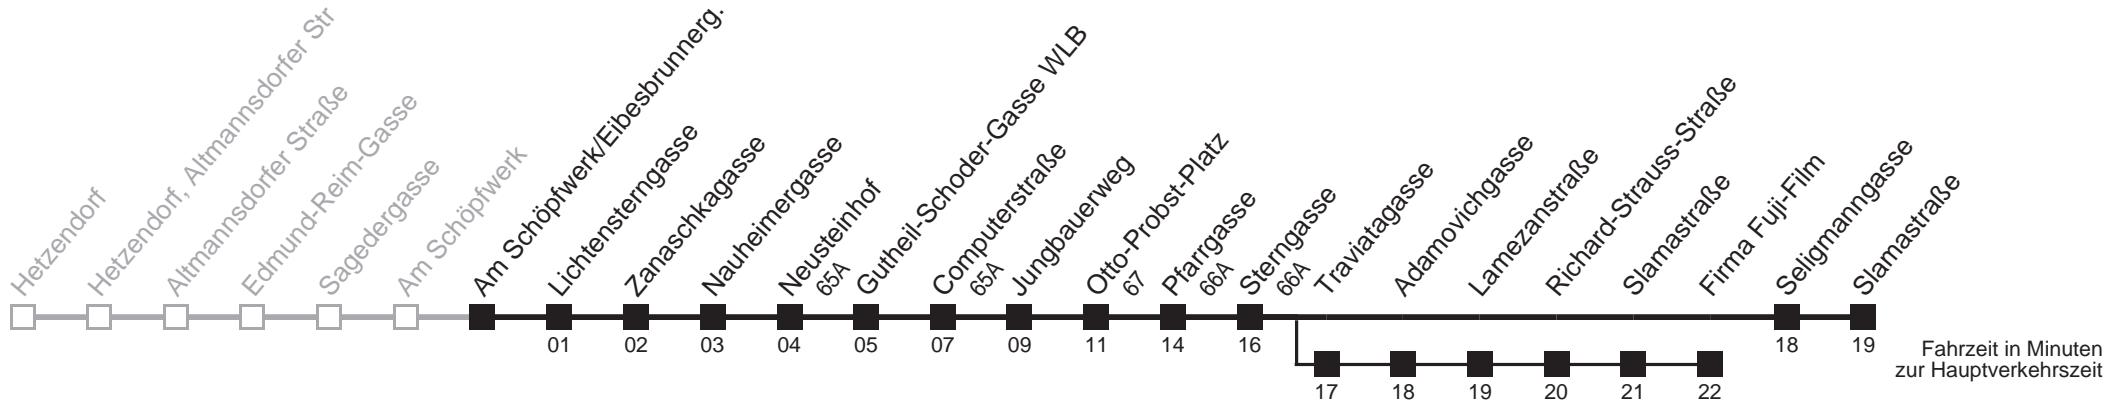 Hetzendorf
Hetzendorf, Altmannsdorfer Str
Altmannsdorfer Straße
Edmund-Reim-Gasse
Sagedergasse
Am Schöpfwerk
Am Schöpfwerk/Eibesbrunnerg.
Lichtensterngasse
Zanaschkagasse
Nauheimergasse
Neusteinhof
65A
Gutheil-Schoder-Gasse WLB
Computerstraße
65A
Jungbauerweg
Otto-Probst-Platz
67
Pfarrgasse
66A
Sterngasse
66A
Traviatagasse
Adamovichgasse
Lamezanstraße
Richard-Strauss-Straße
Slamastraße
Firma Fuji-Film
Seligmanngasse
Slamastraße
01 02 03 04 05 07 09 11 14 16 18 19
17 18 19 20 21 22
Fahrzeit in Minuten
zur Hauptverkehrszeit